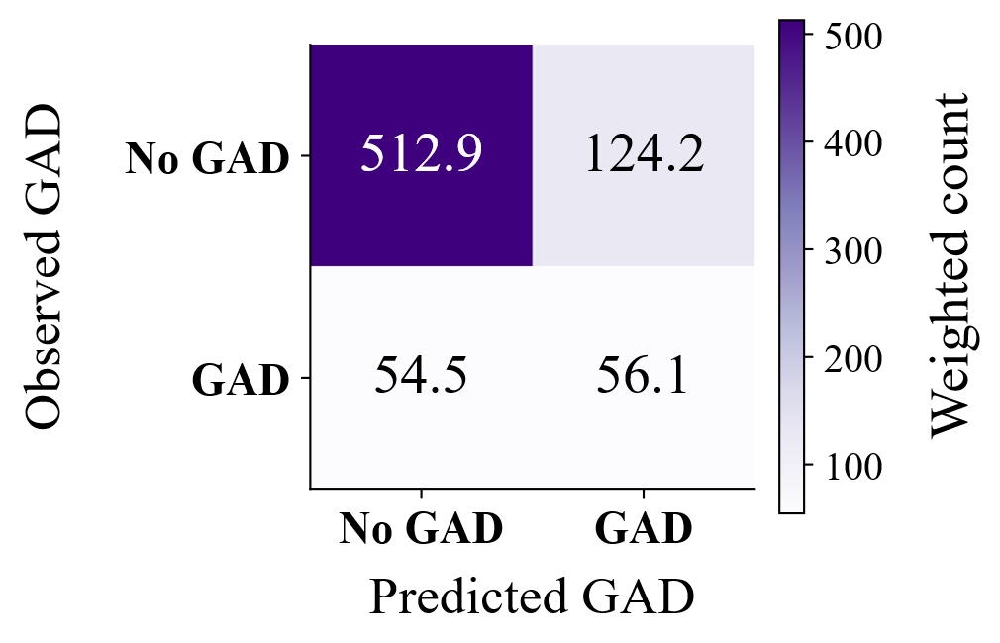 Observed GAD
No GAD
GAD
512.9
124.2
54.5
56.1
No GAD
GAD
Predicted GAD
500
400
300
200
100
Weighted count